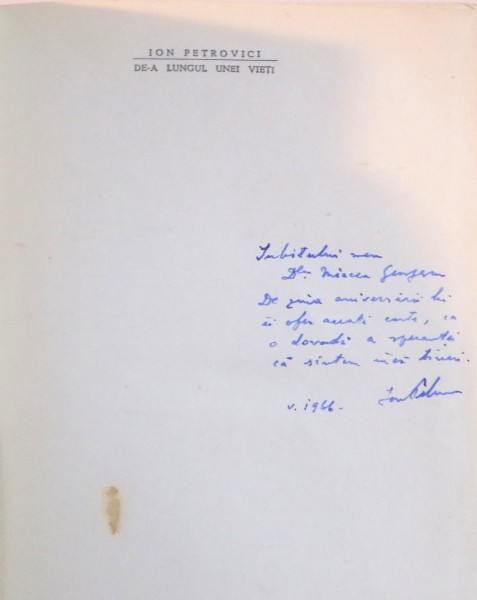 ION PETROVICI
DE-A LUNGUL UNEI VIEȚI
Iubitului meu
Dr. Mircea Georgescu
De ziua aniversării lui
îi ofer această carte, ca
o dovadă a speranței
că sîntem încă tineri.
V. 1966.